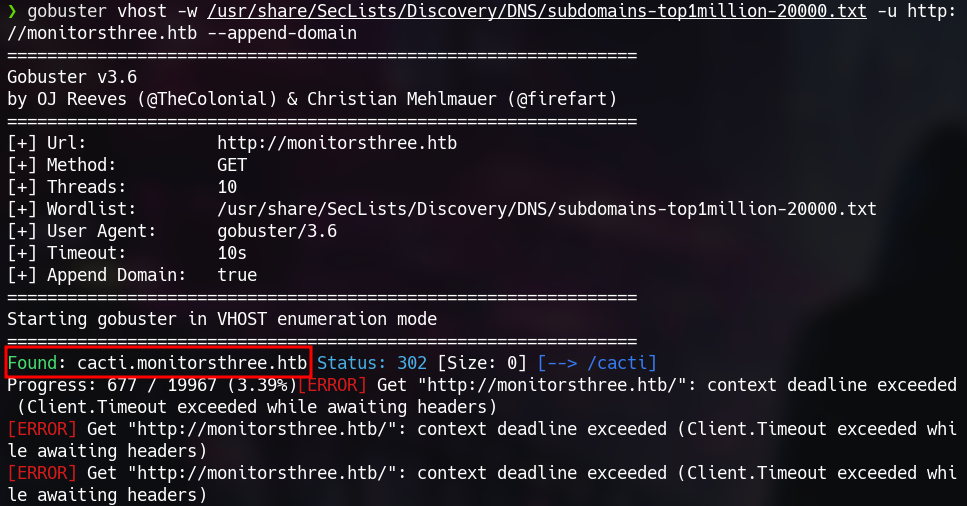 ❯ gobuster vhost -w /usr/share/SecLists/Discovery/DNS/subdomains-top1million-20000.txt -u http:
//monitorsthree.htb --append-domain
===============================================================
Gobuster v3.6
by OJ Reeves (@TheColonial) & Christian Mehlmauer (@firefart)
===============================================================
[+] Url:             http://monitorsthree.htb
[+] Method:          GET
[+] Threads:         10
[+] Wordlist:        /usr/share/SecLists/Discovery/DNS/subdomains-top1million-20000.txt
[+] User Agent:      gobuster/3.6
[+] Timeout:         10s
[+] Append Domain:   true
===============================================================
Starting gobuster in VHOST enumeration mode
===============================================================
Found: cacti.monitorsthree.htb Status: 302 [Size: 0] [--> /cacti]
Progress: 677 / 19967 (3.39%)[ERROR] Get "http://monitorsthree.htb/": context deadline exceeded
 (Client.Timeout exceeded while awaiting headers)
[ERROR] Get "http://monitorsthree.htb/": context deadline exceeded (Client.Timeout exceeded whi
le awaiting headers)
[ERROR] Get "http://monitorsthree.htb/": context deadline exceeded (Client.Timeout exceeded whi
le awaiting headers)